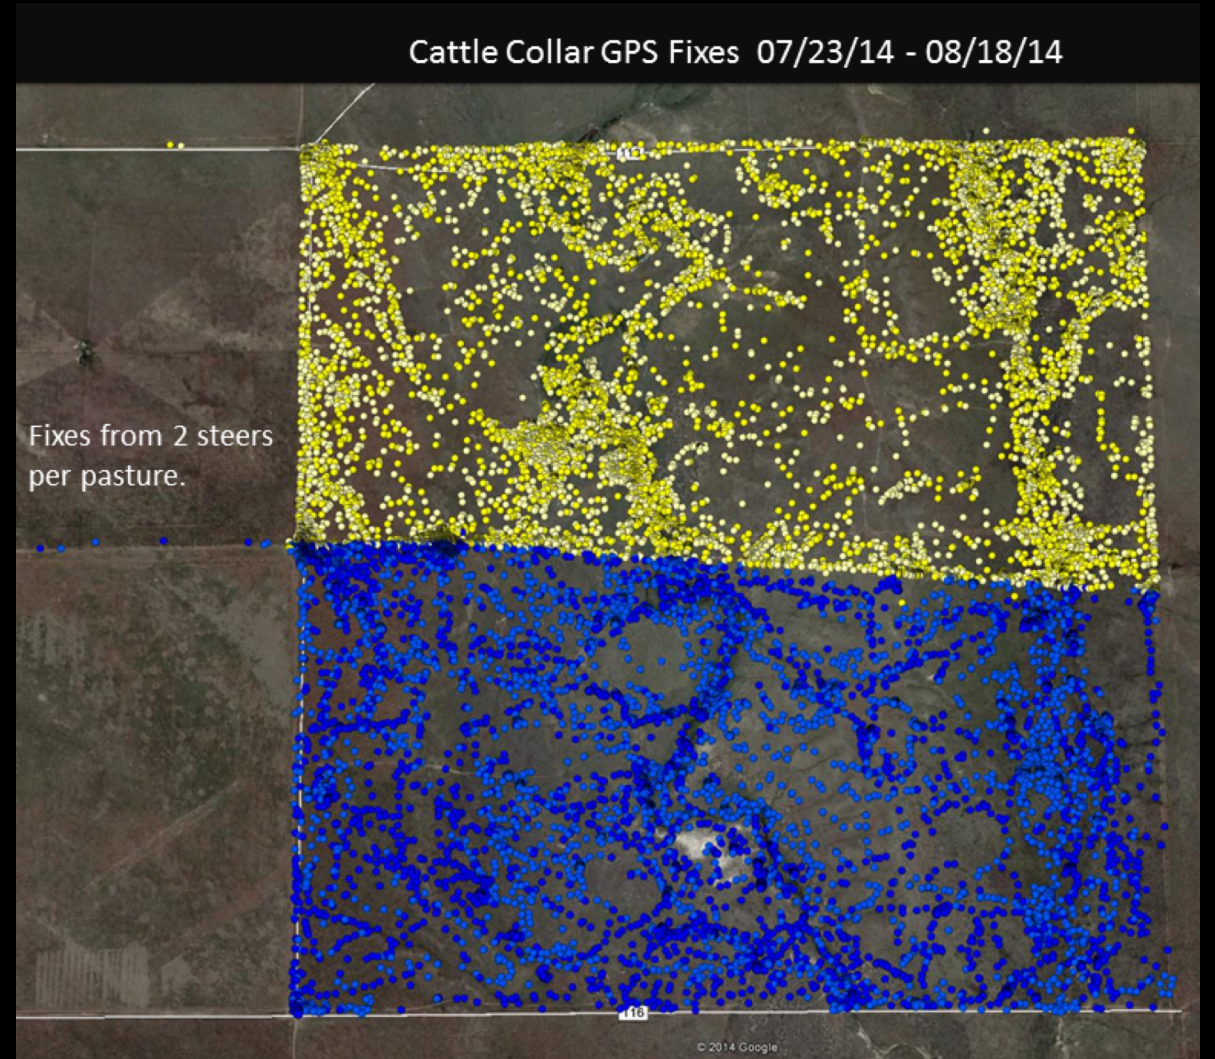 Cattle Collar GPS Fixes 07/23/14 - 08/18/14
Fixes from 2 steers
per pasture.
116
© 2014 Google